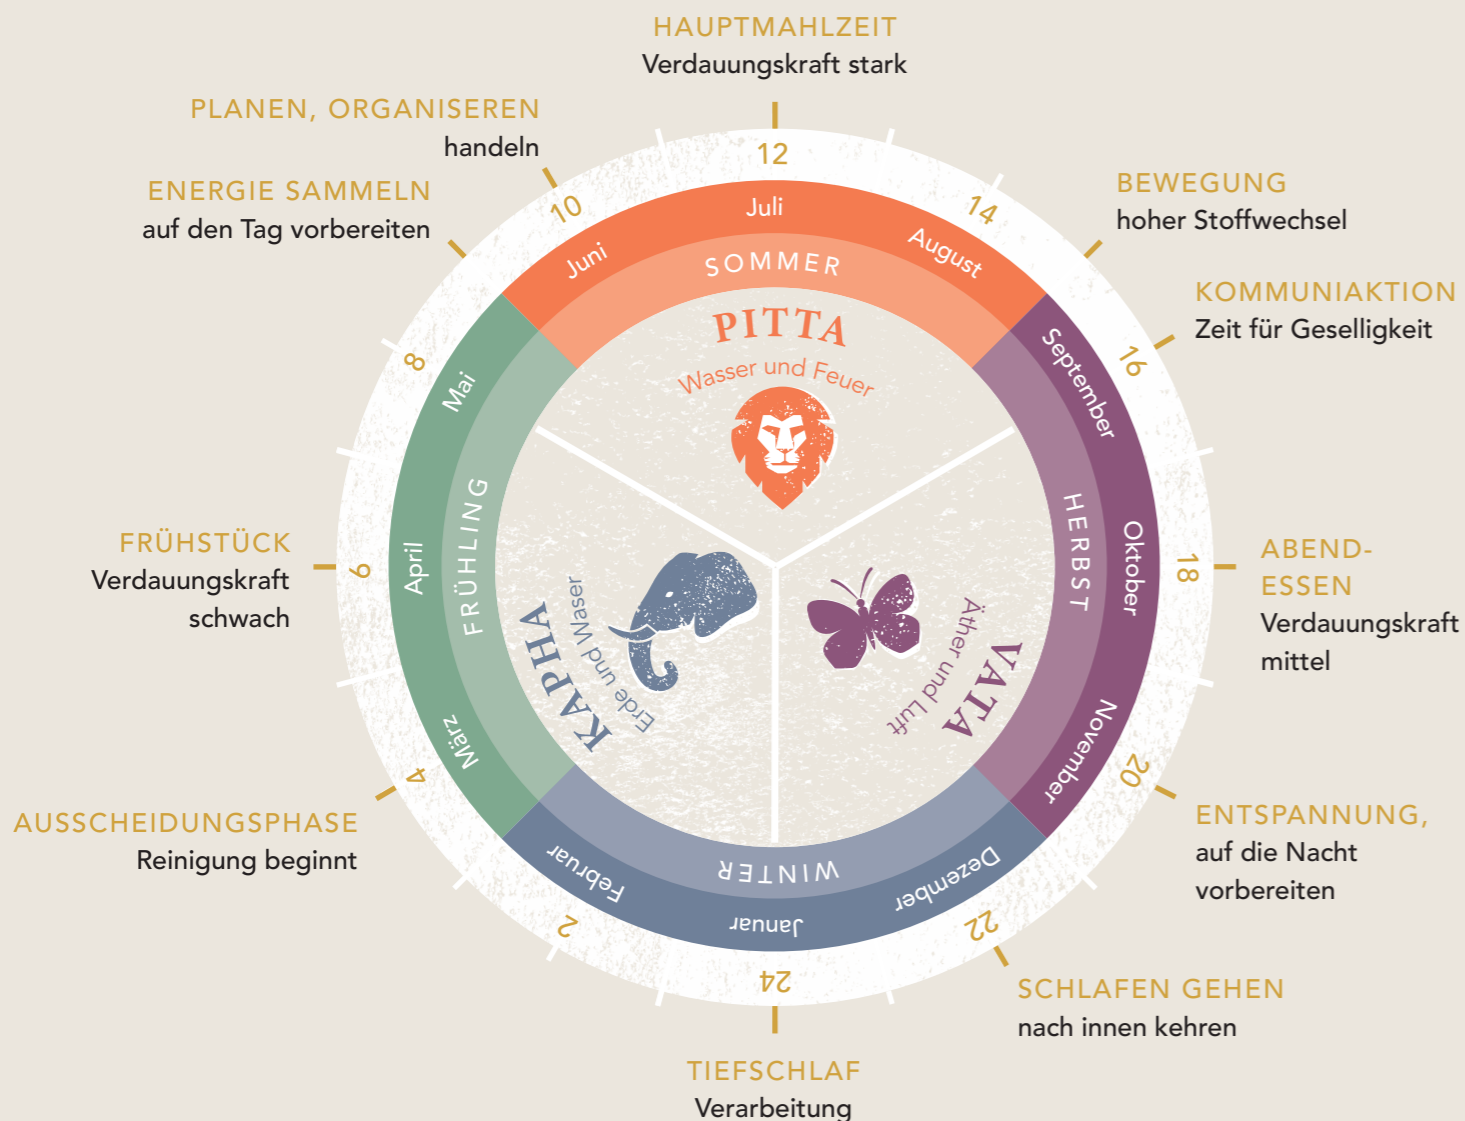 HAUPTMAHLZEIT
Verdauungskraft stark
PLANEN, ORGANISEREN
handeln
ENERGIE SAMMELN
auf den Tag vorbereiten
BEWEGUNG
hoher Stoffwechsel
KOMMUNIAKTION
Zeit für Geselligkeit
FRÜHSTÜCK
Verdauungskraft
schwach
ABEND-
ESSEN
Verdauungskraft
mittel
AUSSCHEIDUNGSPHASE
Reinigung beginnt
ENTSPANNUNG,
auf die Nacht
vorbereiten
SCHLAFEN GEHEN
nach innen kehren
TIEFSCHLAF
Verarbeitung
12
14
16
18
20
22
24
2
4
6
8
10
Juli
August
September
Oktober
November
Dezember
Januar
Februar
März
April
Mai
Juni
SOMMER
HERBST
WINTER
FRÜHLING
PITTA
Wasser und Feuer
VATA
Äther und Luft
KAPHA
Erde und Waser